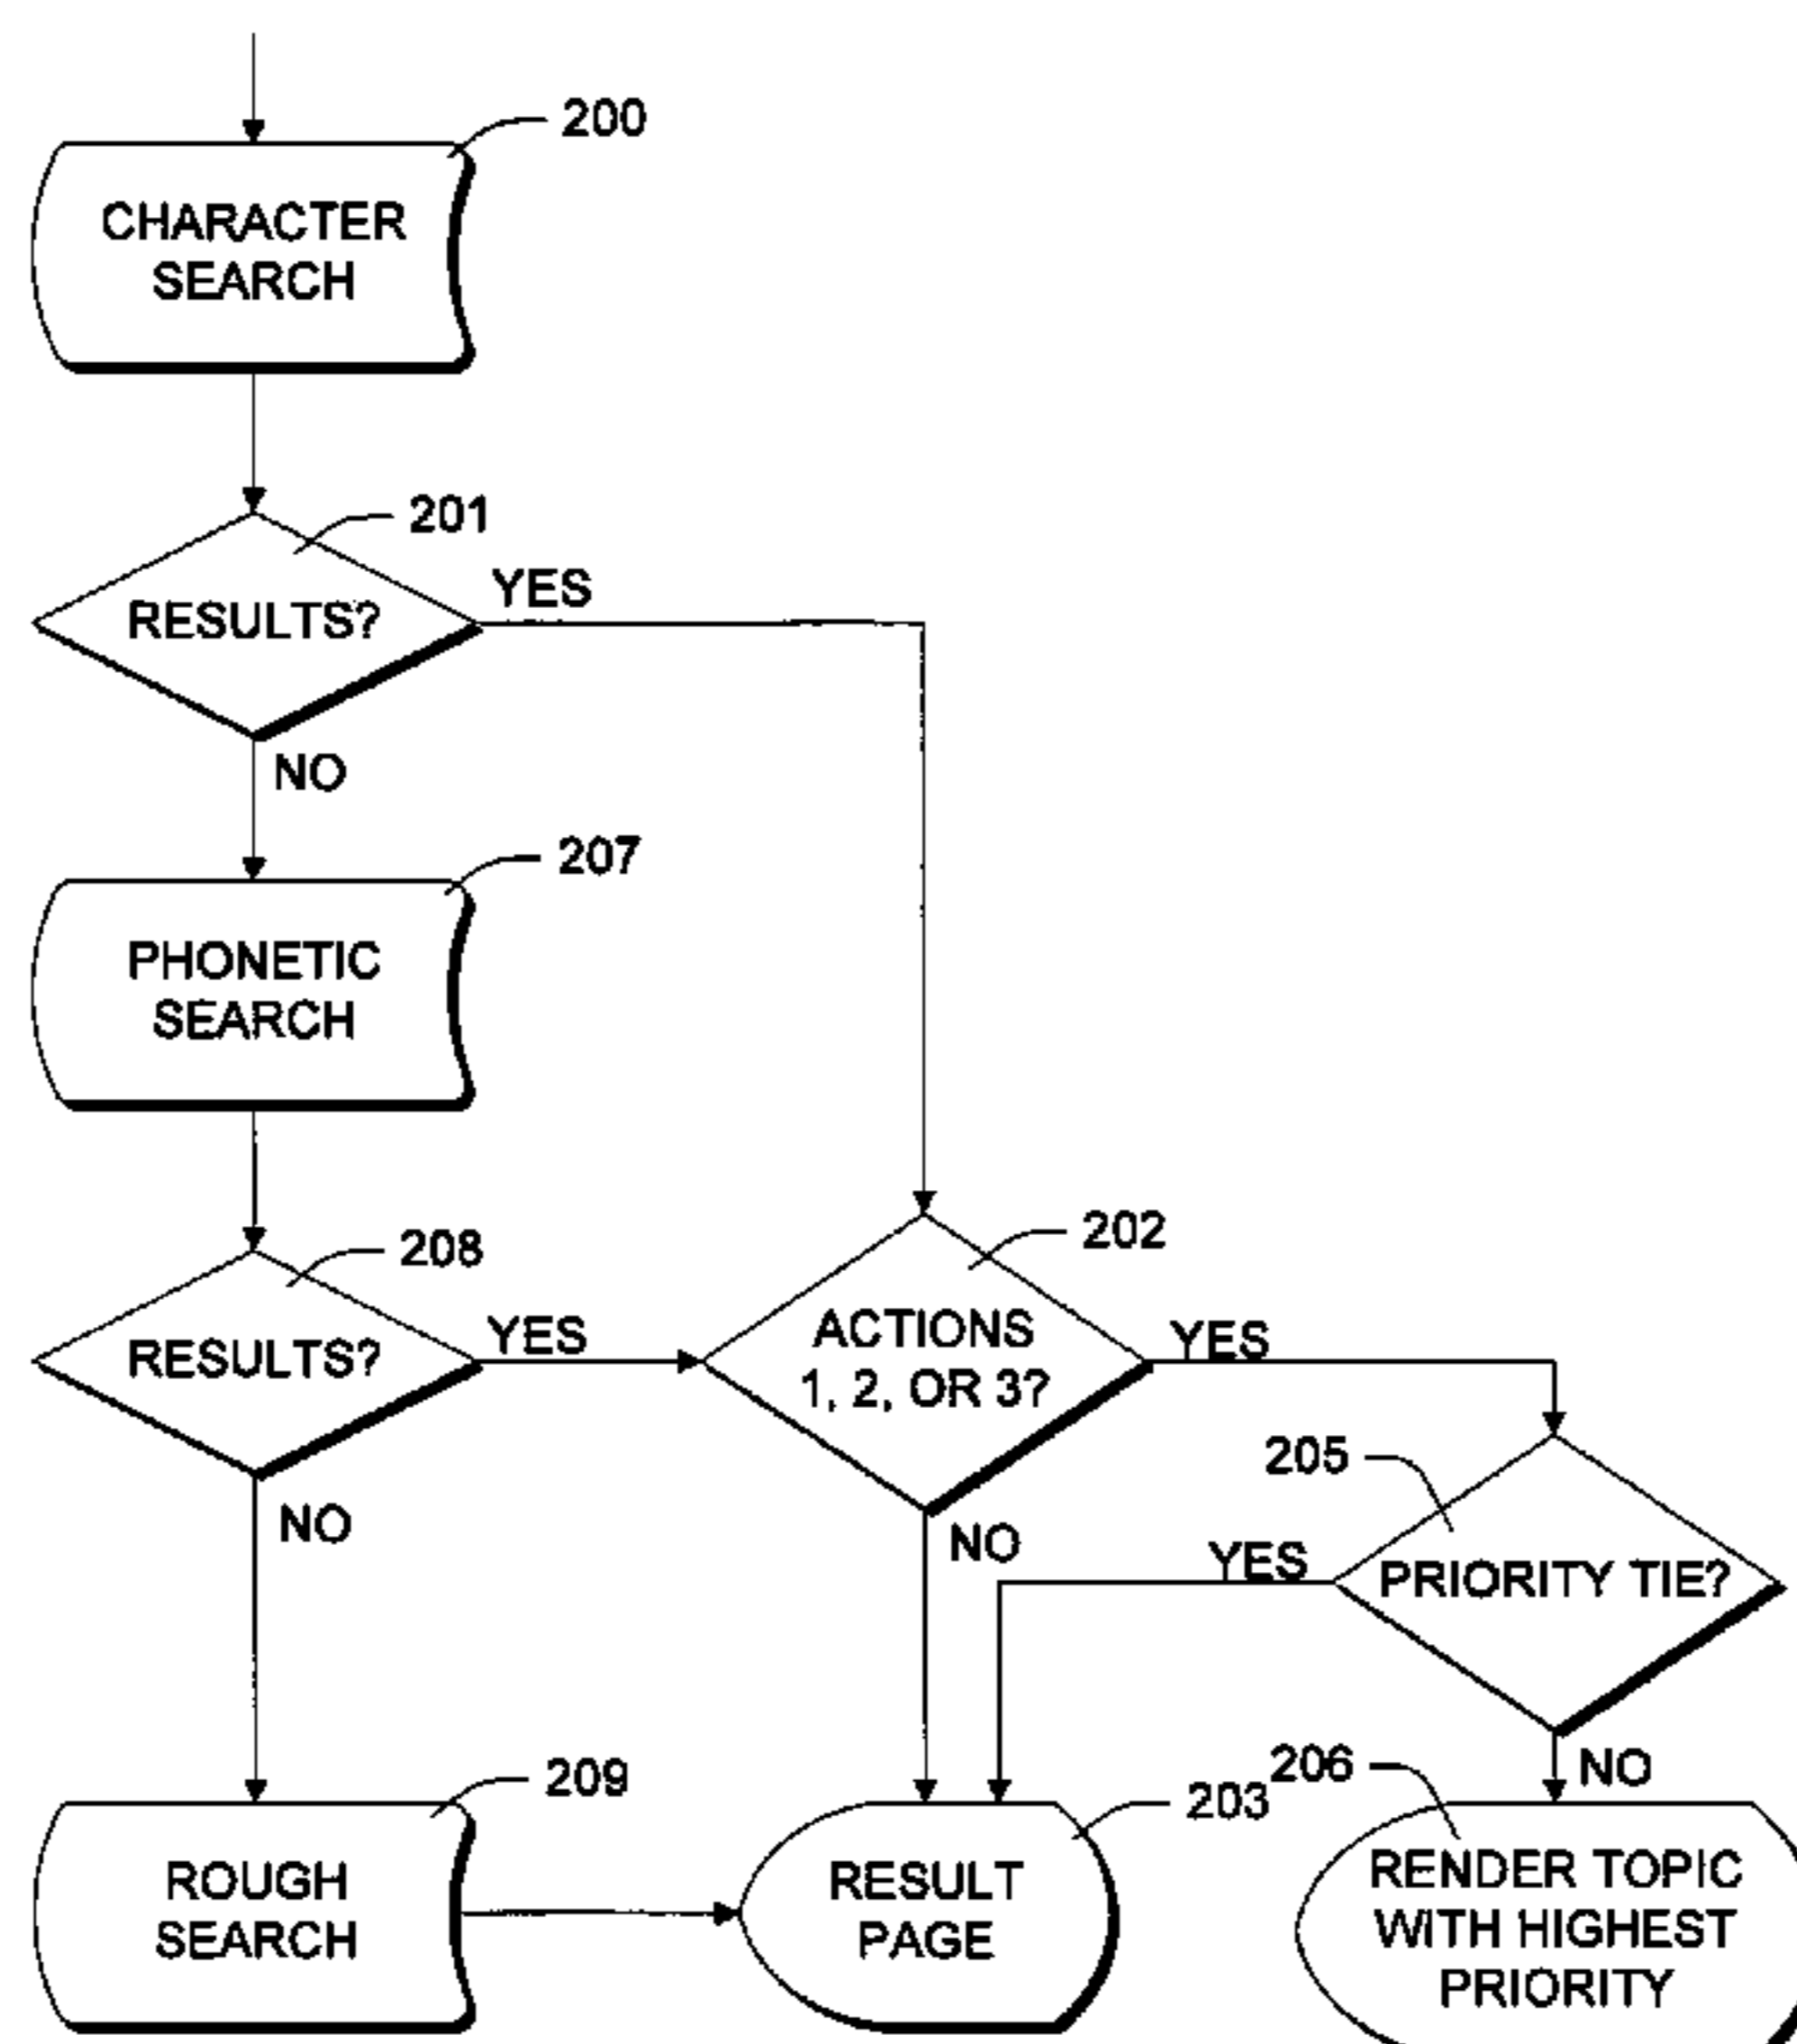 200
CHARACTER
SEARCH
201
RESULTS?
YES
NO
207
PHONETIC
SEARCH
208
RESULTS?
YES
NO
202
ACTIONS
1, 2, OR 3?
YES
NO
205
PRIORITY TIE?
YES
NO
209
ROUGH
SEARCH
203
RESULT
PAGE
206
RENDER TOPIC
WITH HIGHEST
PRIORITY